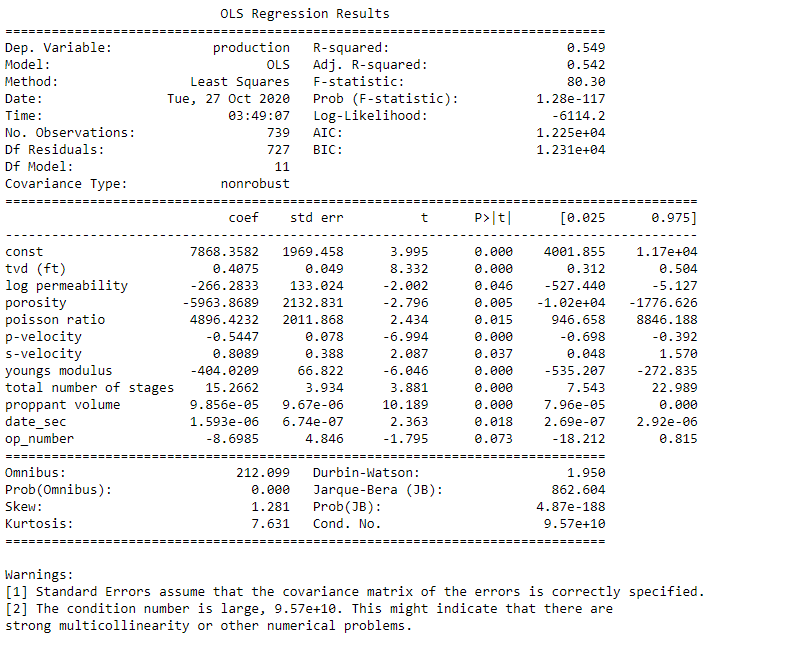 OLS Regression Results
==============================================================================
Dep. Variable:             production   R-squared:                       0.549
Model:                            OLS   Adj. R-squared:                  0.542
Method:                 Least Squares   F-statistic:                     80.30
Date:                Tue, 27 Oct 2020   Prob (F-statistic):          1.28e-117
Time:                        03:49:07   Log-Likelihood:                -6114.2
No. Observations:                 739   AIC:                         1.225e+04
Df Residuals:                     727   BIC:                         1.231e+04
Df Model:                          11
Covariance Type:            nonrobust
==========================================================================================
                             coef    std err          t      P>|t|      [0.025      0.975]
------------------------------------------------------------------------------------------
const                   7868.3582   1969.458      3.995      0.000    4001.855    1.17e+04
tvd (ft)                   0.4075      0.049      8.332      0.000       0.312       0.504
log permeability        -266.2833    133.024     -2.002      0.046    -527.440      -5.127
porosity               -5963.8689   2132.831     -2.796      0.005   -1.02e+04   -1776.626
poisson ratio           4896.4232   2011.868      2.434      0.015     946.658    8846.188
p-velocity                -0.5447      0.078     -6.994      0.000      -0.698      -0.392
s-velocity                 0.8089      0.388      2.087      0.037       0.048       1.570
youngs modulus          -404.0209     66.822     -6.046      0.000    -535.207    -272.835
total number of stages    15.2662      3.934      3.881      0.000       7.543      22.989
proppant volume         9.856e-05   9.67e-06     10.189      0.000    7.96e-05       0.000
date_sec                1.593e-06   6.74e-07      2.363      0.018    2.69e-07    2.92e-06
op_number                 -8.6985      4.846     -1.795      0.073     -18.212       0.815
==============================================================================
Omnibus:                      212.099   Durbin-Watson:                   1.950
Prob(Omnibus):                  0.000   Jarque-Bera (JB):              862.604
Skew:                           1.281   Prob(JB):                    4.87e-188
Kurtosis:                       7.631   Cond. No.                     9.57e+10
==============================================================================
Warnings:
[1] Standard Errors assume that the covariance matrix of the errors is correctly specified.
[2] The condition number is large, 9.57e+10. This might indicate that there are
strong multicollinearity or other numerical problems.